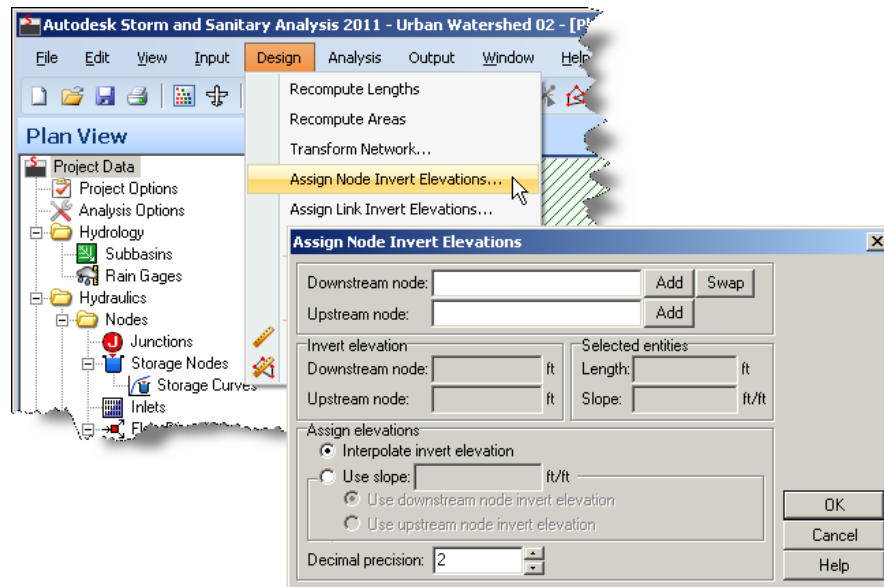 Autodesk Storm and Sanitary Analysis 2011 - Urban Watershed 02 -
File Edit View Input Design Analysis Output Window Help
Plan View
Recompute Lengths
Recompute Areas
Transform Network...
Assign Node Invert Elevations...
Assign Link Invert Elevations...
Project Data
Project Options
Analysis Options
Hydrology
Subbasins
Rain Gages
Hydraulics
Nodes
Junctions
Storage Nodes
Storage Curves
Inlets
Assign Node Invert Elevations
Downstream node: Add Swap
Upstream node: Add
Invert elevation Selected entities
Downstream node: ft Length: ft
Upstream node: ft Slope: ft/ft
Assign elevations
Interpolate invert elevation
Use slope: ft/ft
Use downstream node invert elevation
Use upstream node invert elevation
Decimal precision: 2
OK
Cancel
Help